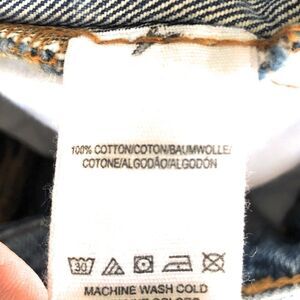 100% COTTON/COTON/BAUMWOLLE/
COTONE/ALGODÃO/ALGODÓN
30
MACHINE WASH COLD